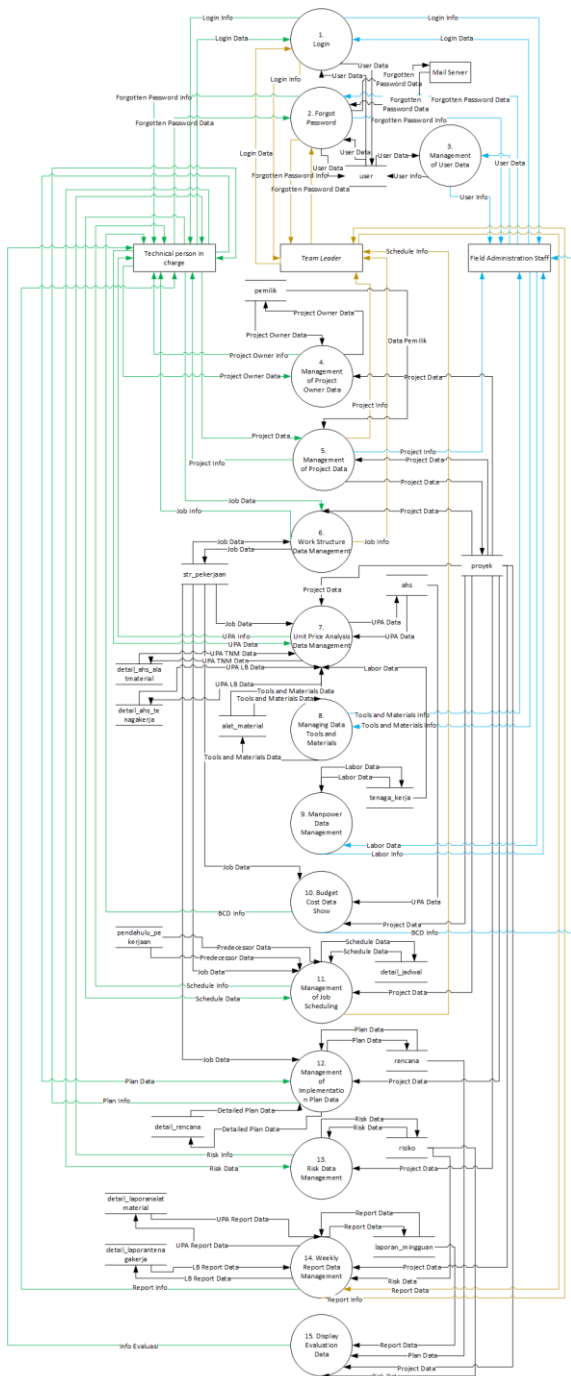 Login Info
Login Info
1.
Login
Login Data
Login Data
User Data
Login Info
User Data
Forgotten
Password Data
Mail Server
Forgotten Password Info
2. Forgot
Password
Forgotten
Password Data
Forgotten Password Data
Forgotten Password Data
Forgotten Password Info
3.
Management
of User Data
Login Data
User Data
User Data
User Data
Forgotten Password Info
user
User Info
Forgotten Password Data
User Info
Technical person in
charge
Team Leader
Schedule Info
Field Administration Staff
pemilik
Project Owner Data
Data Pemilik
Project Owner Info
4.
Management
of Project
Owner Data
Project Owner Data
Project Data
Project Info
Project Data
5.
Management
of Project Data
Project Info
Project Info
Project Data
Project Data
Job Data
Job Info
Project Data
6.
Work Structure
Data Management
Job Data
Job Data
Job Info
str_pekerjaan
proyek
Project Data
ahs
Job Data
7.
Unit Price Analysis
Data Management
UPA Data
UPA Info
UPA Data
UPA Data
UPA TNM Data
UPA TNM Data
detail_ahs_ala
tmaterial
UPA LB Data
Labor Data
UPA LB Data
Tools and Materials Data
Tools and Materials Data
detail_ahs_te
nagakerja
alat_material
8.
Managing Data
Tools and
Materials
Tools and Materials Info
Tools and Materials Data
Tools and Materials Data
Labor Data
Labor Data
tenaga_kerja
9. Manpower
Data
Management
Labor Data
Labor Info
Job Data
10. Budget
Cost Data
Show
UPA Data
BCD Info
Project Data
BCD Info
pendahulu_pe
kerjaan
Predecessor Data
Predecessor Data
Schedule Data
Schedule Data
Job Data
11.
Management
of Job
Scheduling
detail_jadwal
Schedule Info
Schedule Data
Project Data
Plan Data
Plan Data
Job Data
12.
Management
of
Implementatio
n Plan Data
rencana
Plan Data
Project Data
Plan Info
Detailed Plan Data
detail_rencana
Detailed Plan Data
Risk Data
Risk Data
13.
Risk Data
Management
risiko
Risk Info
Risk Data
Project Data
detail_laporanalat
material
UPA Report Data
Report Data
Report Data
UPA Report Data
laporan_mingguan
detail_laporantena
gakerja
14. Weekly
Report Data
Management
LB Report Data
LB Report Data
Project Data
Risk Data
Report Info
Report Data
Report Info
15. Display
Evaluation
Data
info Evaluasi
Report Data
Plan Data
Project Data
Risk Data